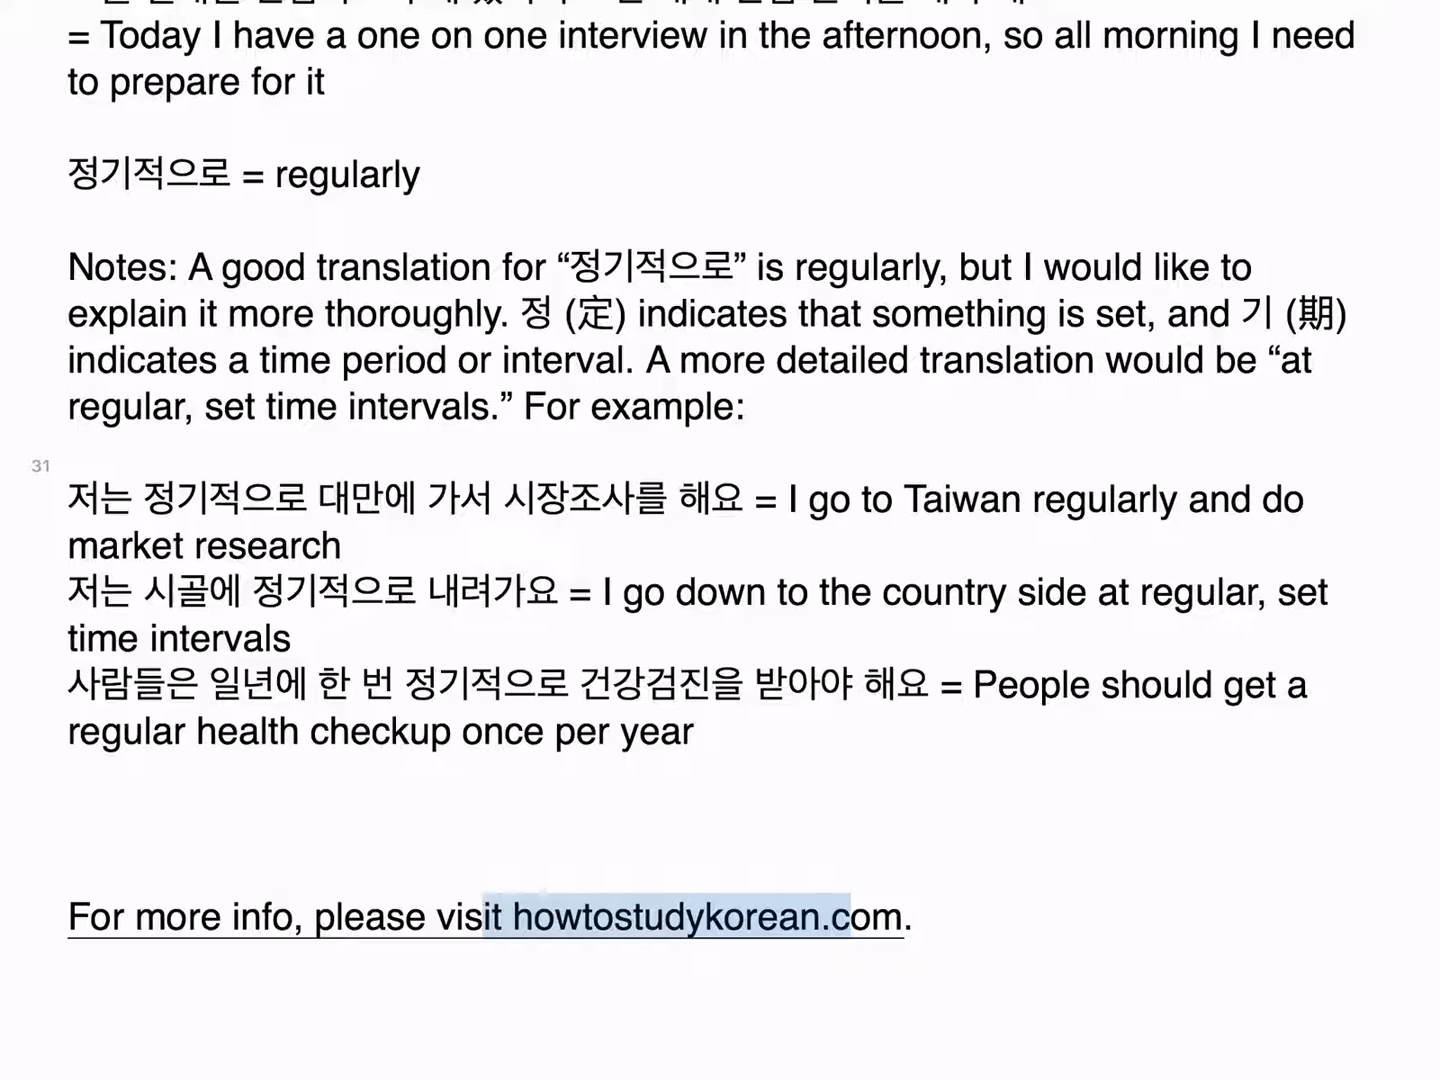 = Today I have a one on one interview in the afternoon, so all morning I need
to prepare for it
정기적으로 = regularly
Notes: A good translation for “정기적으로” is regularly, but I would like to
explain it more thoroughly. 정 (定) indicates that something is set, and 기 (期)
indicates a time period or interval. A more detailed translation would be “at
regular, set time intervals.” For example:
31
저는 정기적으로 대만에 가서 시장조사를 해요 = I go to Taiwan regularly and do
market research
저는 시골에 정기적으로 내려가요 = I go down to the country side at regular, set
time intervals
사람들은 일년에 한 번 정기적으로 건강검진을 받아야 해요 = People should get a
regular health checkup once per year
For more info, please visit howtostudykorean.com.